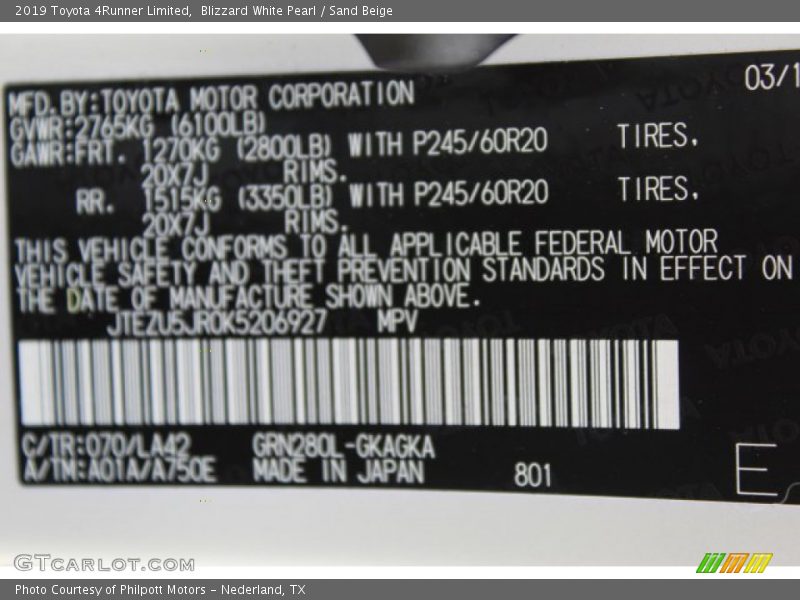 2019 Toyota 4Runner Limited, Blizzard White Pearl / Sand Beige
03/1
MFD.BY:TOYOTA MOTOR CORPORATION
GVWR:2765KG (6100LB)
GAWR:FRT. 1270KG (2800LB) WITH P245/60R20 TIRES,
20X7J RIMS.
RR. 1515KG (3350LB) WITH P245/60R20 TIRES,
20X7J RIMS.
THIS VEHICLE CONFORMS TO ALL APPLICABLE FEDERAL MOTOR
VEHICLE SAFETY AND THEFT PREVENTION STANDARDS IN EFFECT ON
THE DATE OF MANUFACTURE SHOWN ABOVE.
JTEZU5JR0K5206927 MPV
C/TR:070/LA42 GRN280L-GKAGKA
A/TM:A01A/A750E MADE IN JAPAN 801
E
GTCARLOT.COM
Photo Courtesy of Philpott Motors - Nederland, TX